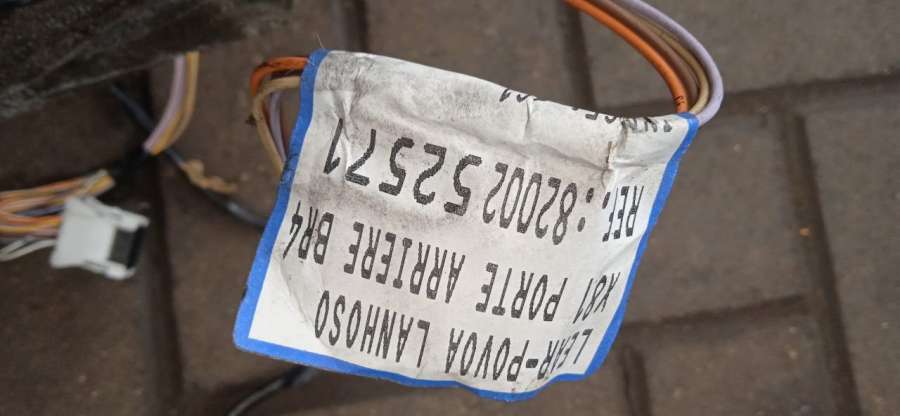 LEAR-POVOA LANHOSO
X81 PORTE ARRIERE BR4
REF.:8200252571